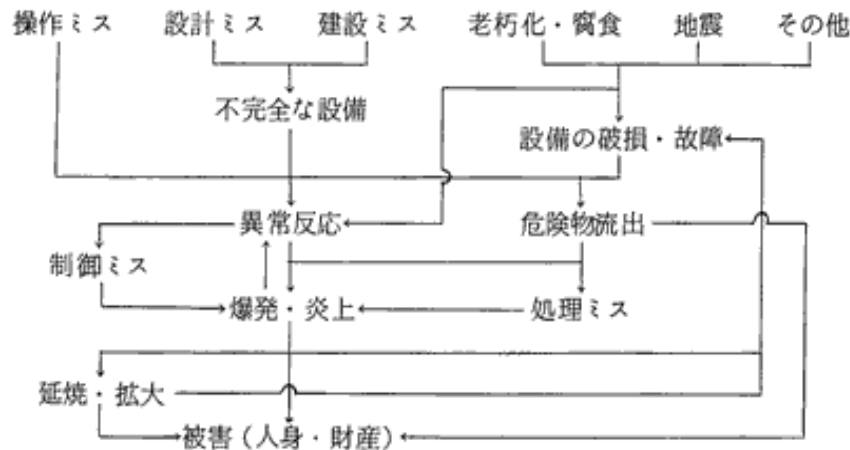 操作ミス 設計ミス 建設ミス 老朽化・腐食 地震 その他
不完全な設備
設備の破損・故障
異常反応 危険物流出
制御ミス
爆発・炎上 処理ミス
延焼・拡大
被害(人身・財産)